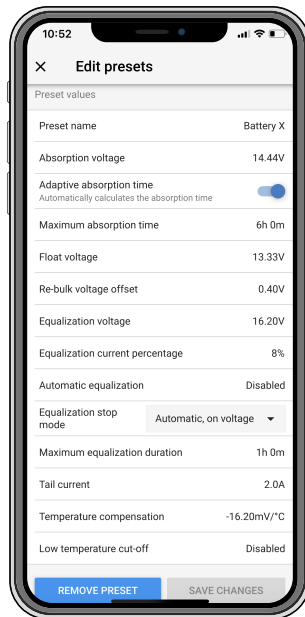 10:52
Edit presets
Preset values
Preset name Battery X
Absorption voltage 14.44V
Adaptive absorption time
Automatically calculates the absorption time
Maximum absorption time 6h 0m
Float voltage 13.33V
Re-bulk voltage offset 0.40V
Equalization voltage 16.20V
Equalization current percentage 8%
Automatic equalization Disabled
Equalization stop
mode Automatic, on voltage
Maximum equalization duration 1h 0m
Tail current 2.0A
Temperature compensation -16.20mV/°C
Low temperature cut-off Disabled
REMOVE PRESET SAVE CHANGES